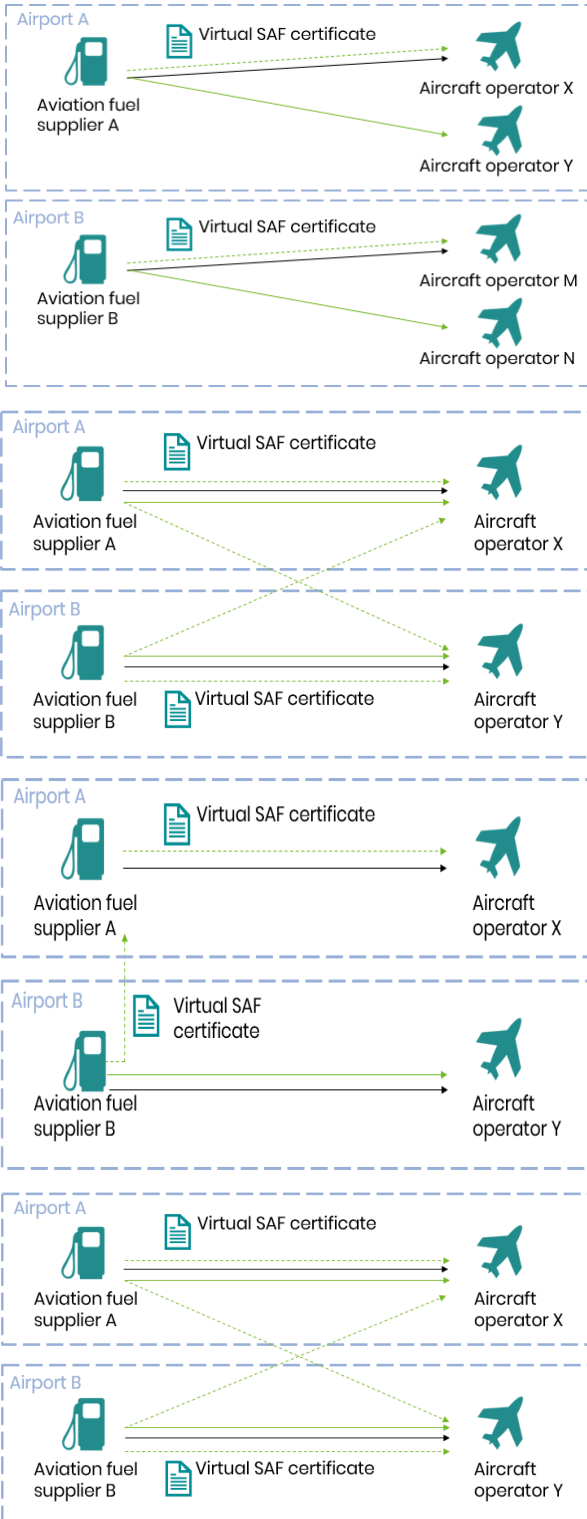 Airport A
Virtual SAF certificate
Aviation fuel
supplier A
Aircraft operator X
Aircraft operator Y
Airport B
Virtual SAF certificate
Aviation fuel
supplier B
Aircraft operator M
Aircraft operator N
Airport A
Virtual SAF certificate
Aviation fuel
supplier A
Aircraft
operator X
Airport B
Aviation fuel
supplier B
Virtual SAF certificate
Aircraft
operator Y
Airport A
Virtual SAF certificate
Aviation fuel
supplier A
Aircraft
operator X
Airport B
Virtual SAF
certificate
Aviation fuel
supplier B
Aircraft
operator Y
Airport A
Virtual SAF certificate
Aviation fuel
supplier A
Aircraft
operator X
Airport B
Aviation fuel
supplier B
Virtual SAF certificate
Aircraft
operator Y